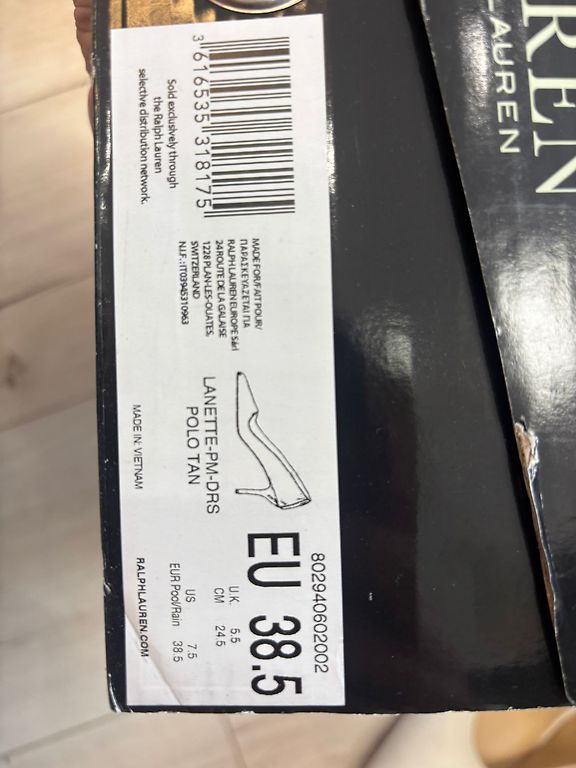 REN
LAUREN
3 616535 318175
Sold exclusively through
the Ralph Lauren
selective distribution network.
MADE FOR/FAIT POUR/
ΠΑΡΑΣΚΕΥΑΖΕΤΑΙ ΓΙΑ
RALPH LAUREN EUROPE Sàrl
24 ROUTE DE LA GALAISE
1228 PLAN-LES-OUATES,
SWITZERLAND
N.I.F.: IT03945310963
LANETTE-PM-DRS
POLO TAN
MADE IN: VIETNAM
802940602002
EU 38.5
U.K. 5.5
CM 24.5
US 7.5
EUR Pool/Rain 38.5
RALPHLAUREN.COM